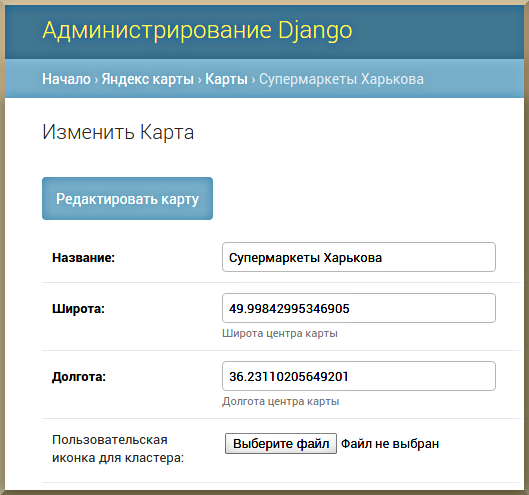 Администрирование Django
Начало › Яндекс карты › Карты › Супермаркеты Харькова
Изменить Карта
Редактировать карту
Название: Супермаркеты Харькова
Широта: 49.99842995346905
Широта центра карты
Долгота: 36.23110205649201
Долгота центра карты
Пользовательская
иконка для кластера: Выберите файл Файл не выбран